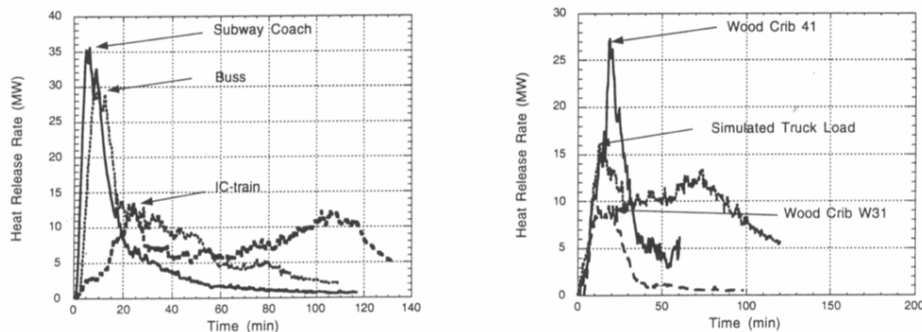 Heat Release Rate (MW)
40
35
30
25
20
15
10
5
0
Subway Coach
Buss
IC-train
0 20 40 60 80 100 120 140
Time (min)
Heat Release Rate (MW)
30
25
20
15
10
5
0
Wood Crib 41
Simulated Truck Load
Wood Crib W31
0 50 100 150 200
Time (min)